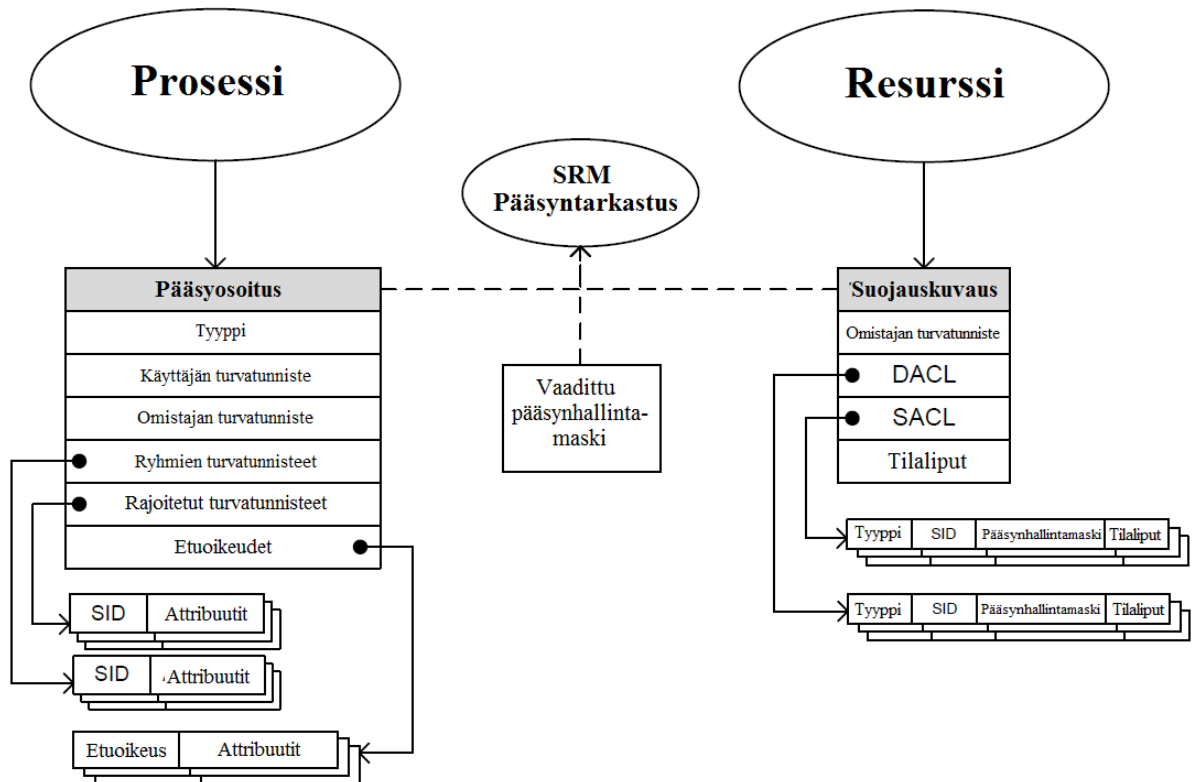 Prosessi
Resurssi
SRM
Pääsyntarkastus
Pääsyosoitus
Tyyppi
Käyttäjän turvatunniste
Omistajan turvatunniste
Ryhmien turvatunnisteet
Rajoitetut turvatunnisteet
Etuoikeudet
Vaadittu
pääsynhallinta-
maski
Suojauskuvaus
Omistajan turvatunniste
DACL
SACL
Tilaliput
Tyyppi SID Pääsynhallintamaski Tilaliput
Tyyppi SID Pääsynhallintamaski Tilaliput
SID Attribuutit
SID Attribuutit
Etuoikeus Attribuutit